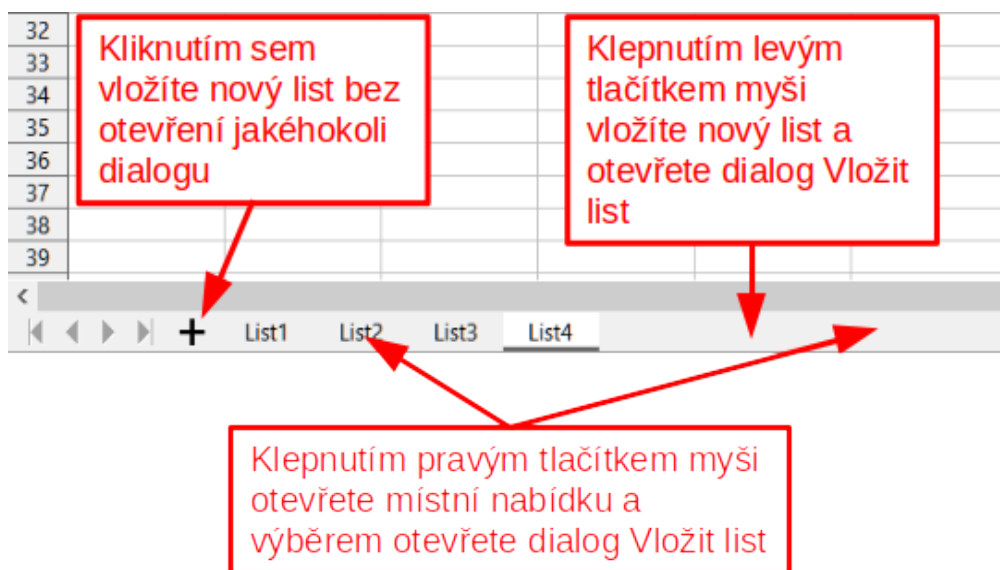 32
33
34
35
36
37
38
39
Kliknutím sem
vložíte nový list bez
otevření jakéhokoli
dialogu
Klepnutím levým
tlačítkem myši
vložíte nový list a
otevřete dialog Vložit
list
List1 List2 List3 List4
Klepnutím pravým tlačítkem myši
otevřete místní nabídku a
výběrem otevřete dialog Vložit list